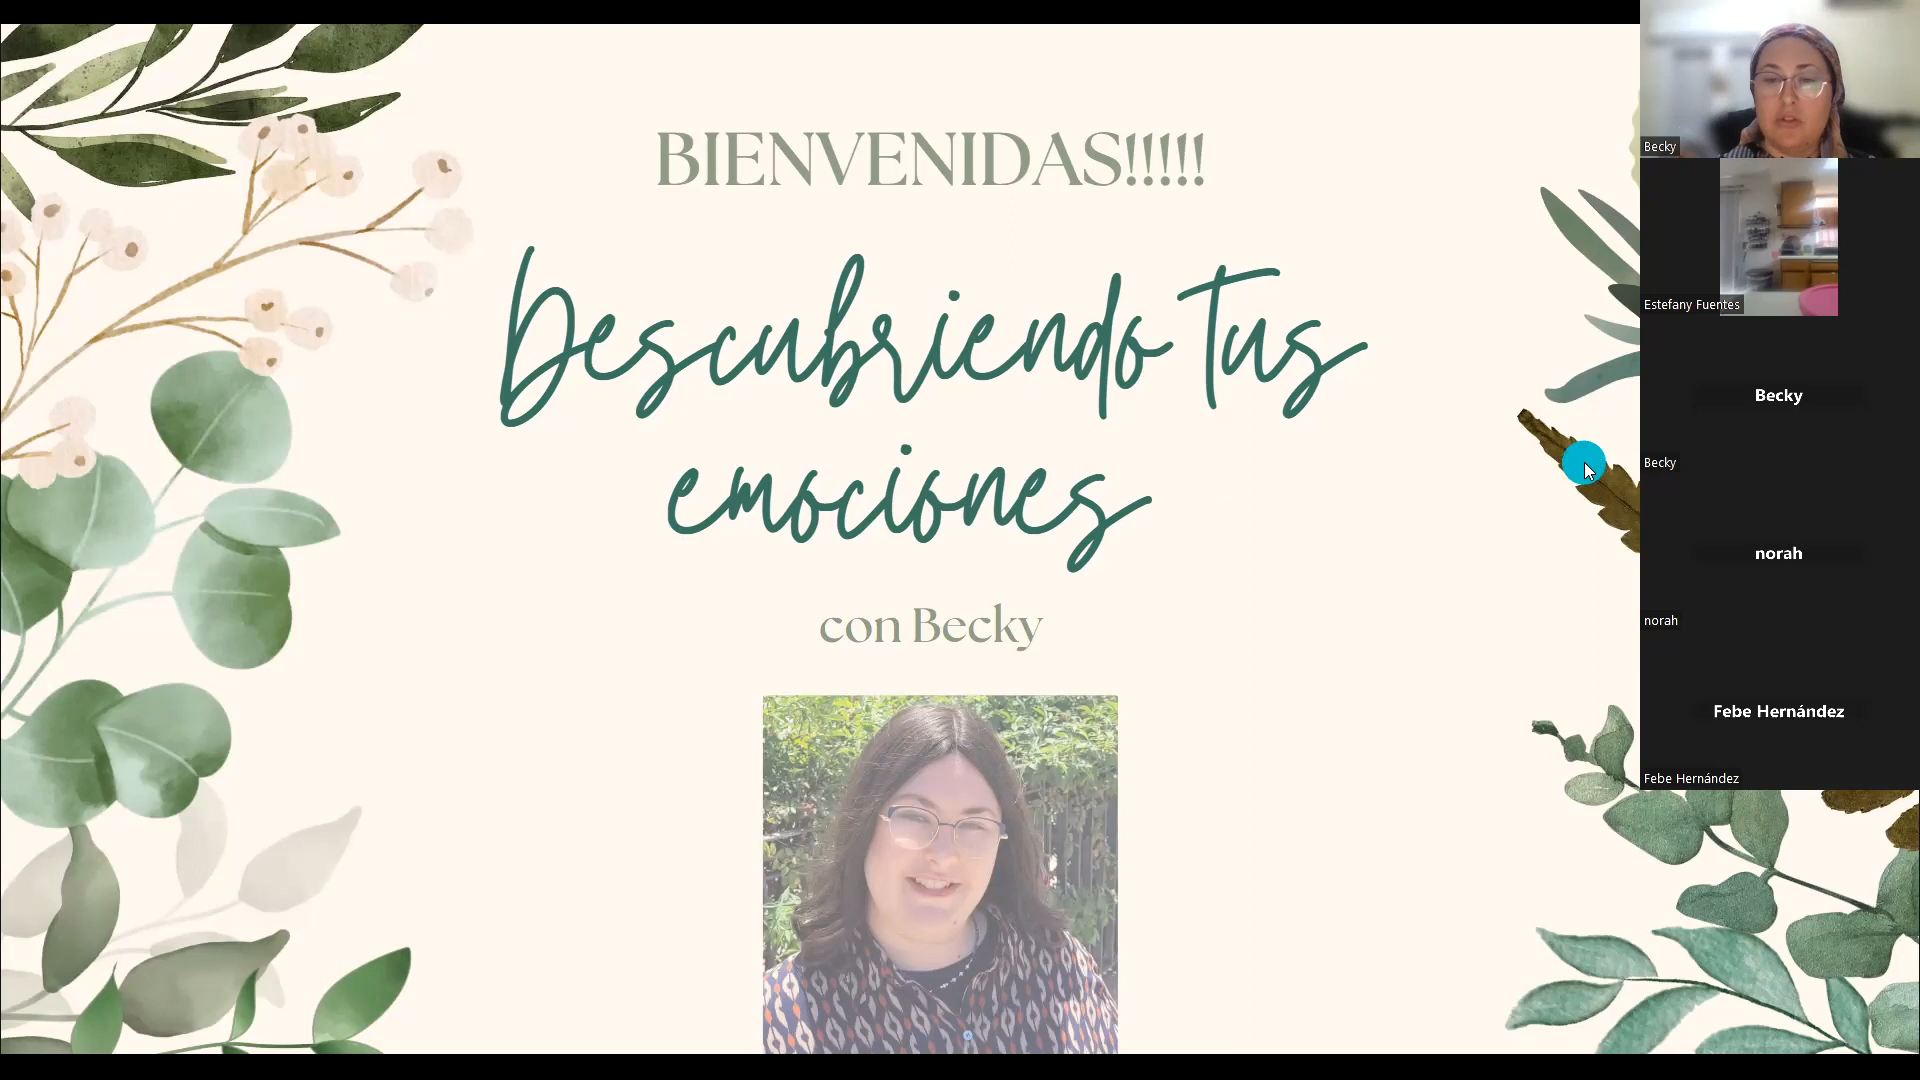 BIENVENIDAS!!!!!
Descubriendo Tus
emociones
con Becky
Becky
Estefany Fuentes
Becky
Becky
norah
norah
Febe Hernández
Febe Hernández